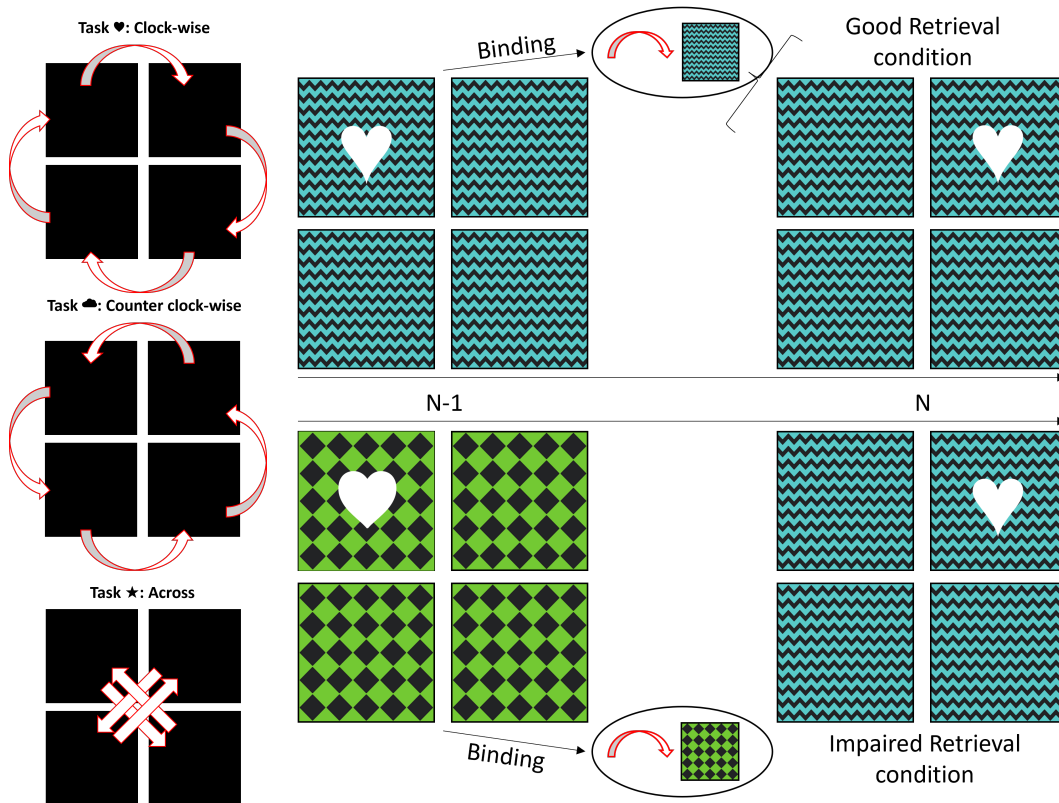 Task ♥: Clock-wise
Task ☁: Counter clock-wise
Task ★: Across
Binding
Good Retrieval
condition
N-1
N
Binding
Impaired Retrieval
condition